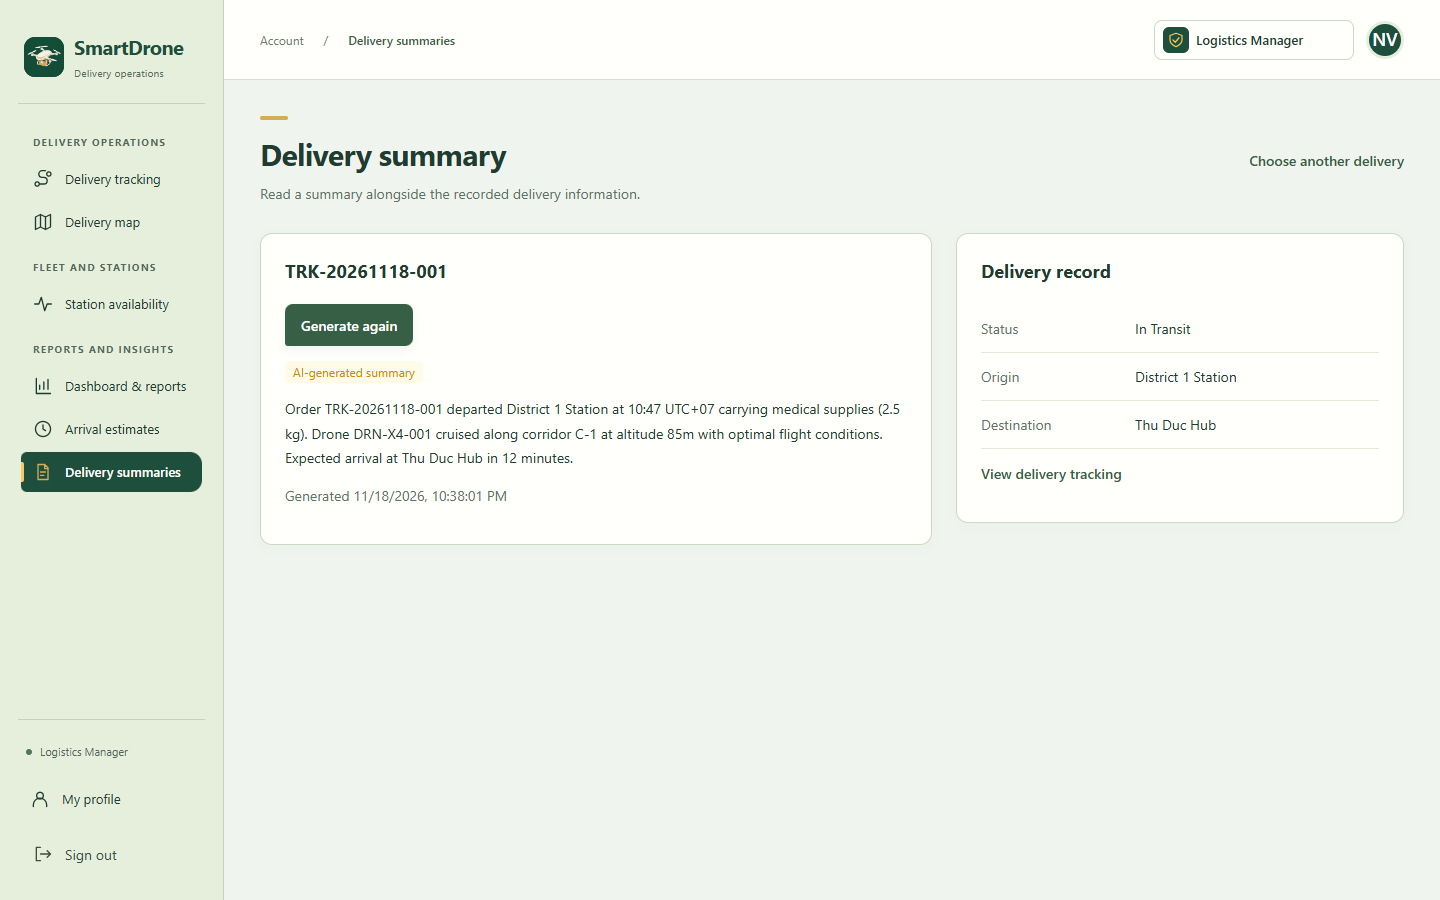 SmartDrone
Delivery operations
DELIVERY OPERATIONS
Delivery tracking
Delivery map
FLEET AND STATIONS
Station availability
REPORTS AND INSIGHTS
Dashboard & reports
Arrival estimates
Delivery summaries
Logistics Manager
My profile
Sign out
Account / Delivery summaries
Logistics Manager
NV
Delivery summary
Choose another delivery
Read a summary alongside the recorded delivery information.
TRK-20261118-001
Generate again
AI-generated summary
Order TRK-20261118-001 departed District 1 Station at 10:47 UTC+07 carrying medical supplies (2.5
kg). Drone DRN-X4-001 cruised along corridor C-1 at altitude 85m with optimal flight conditions.
Expected arrival at Thu Duc Hub in 12 minutes.
Generated 11/18/2026, 10:38:01 PM
Delivery record
Status In Transit
Origin District 1 Station
Destination Thu Duc Hub
View delivery tracking